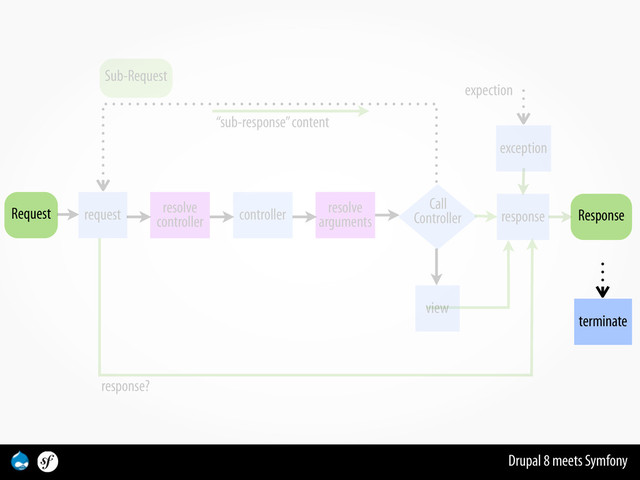 Sub-Request
expection
"sub-response" content
exception
Request
request
resolve
controller
controller
resolve
arguments
Call
Controller
response
Response
view
terminate
response?
sf
Drupal 8 meets Symfony